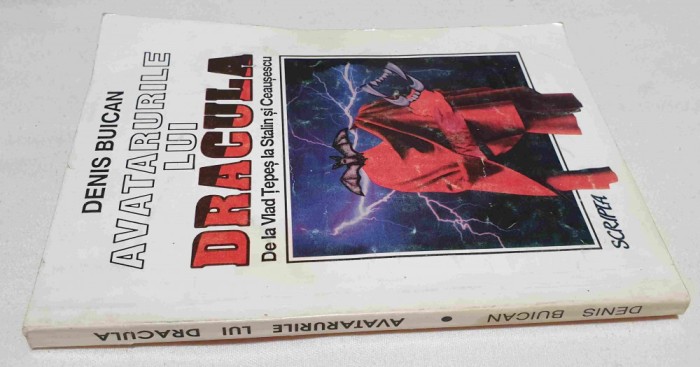 DENIS BUICAN
AVATARURILE
LUI
DRACULA
De la Vlad Țepeș la Stalin și Ceaușescu
SCRIPTA
DENIS BUICAN • AVATARURILE LUI DRACULA